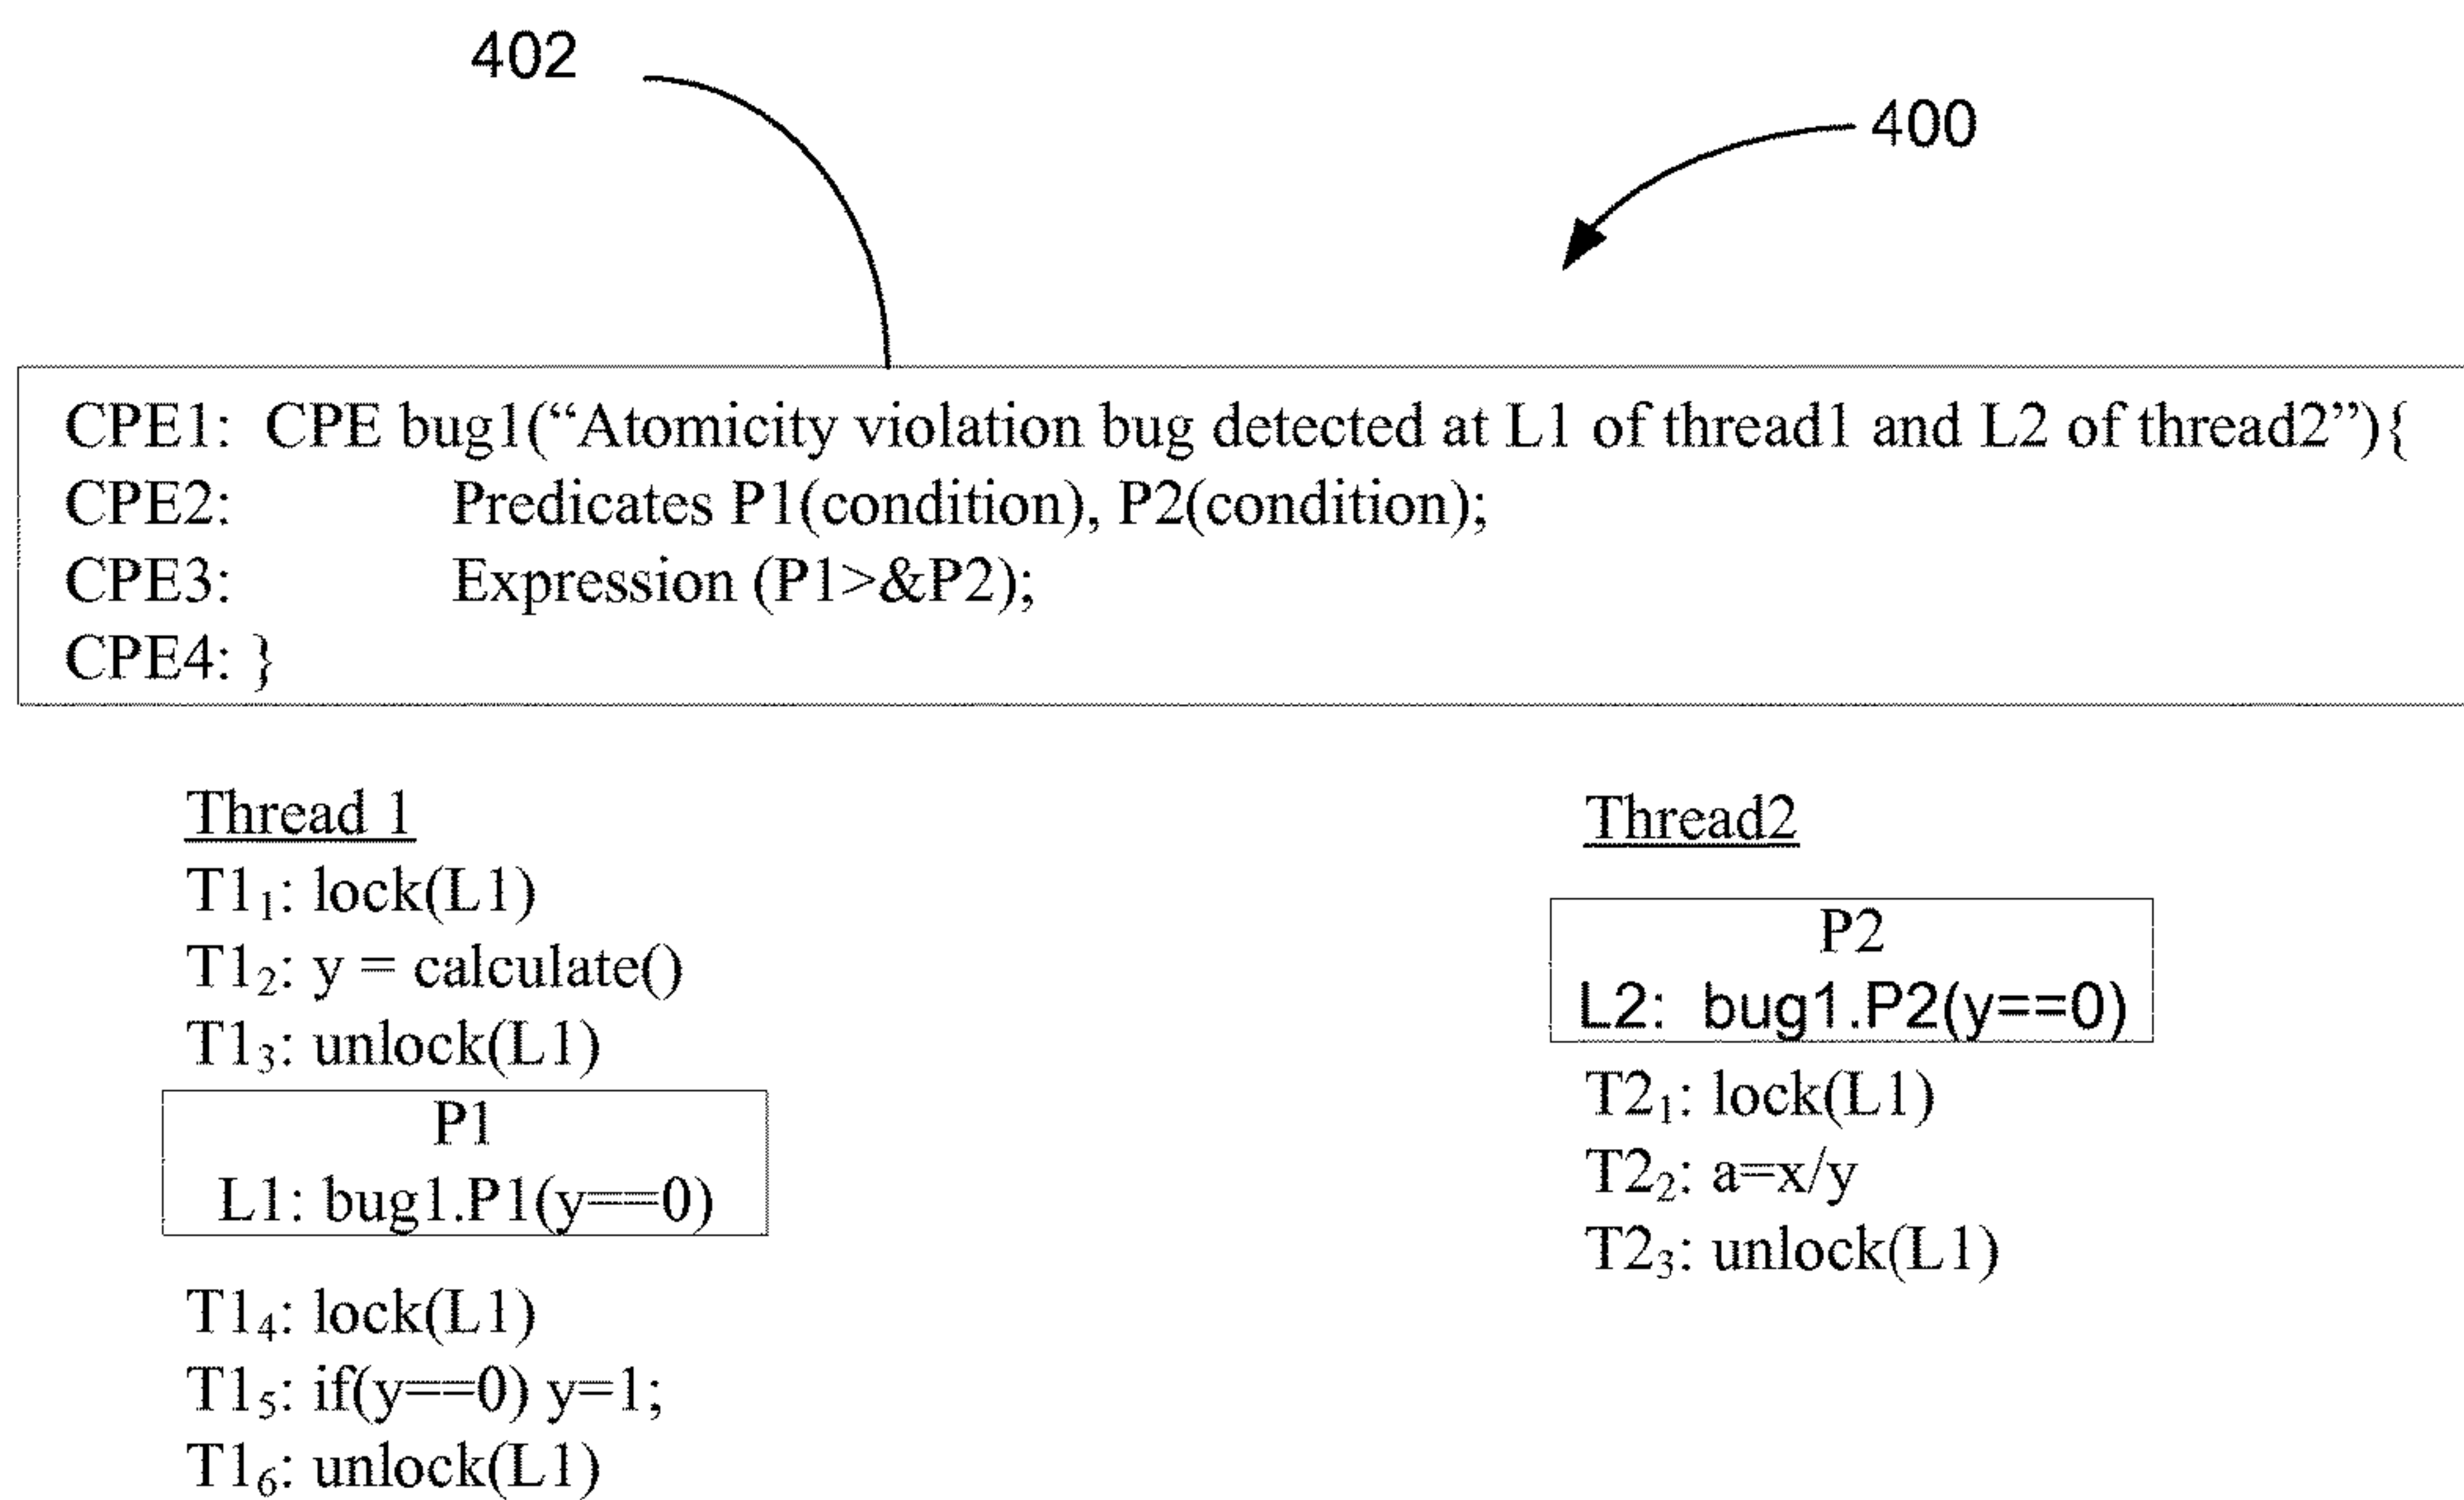 402
400
CPE1: CPE bug1(“Atomicity violation bug detected at L1 of thread1 and L2 of thread2”){
CPE2: Predicates P1(condition), P2(condition);
CPE3: Expression (P1>&P2);
CPE4: }
Thread 1
T1₁: lock(L1)
T1₂: y = calculate()
T1₃: unlock(L1)
P1
L1: bug1.P1(y==0)
T1₄: lock(L1)
T1₅: if(y==0) y=1;
T1₆: unlock(L1)
Thread2
P2
L2: bug1.P2(y==0)
T2₁: lock(L1)
T2₂: a=x/y
T2₃: unlock(L1)